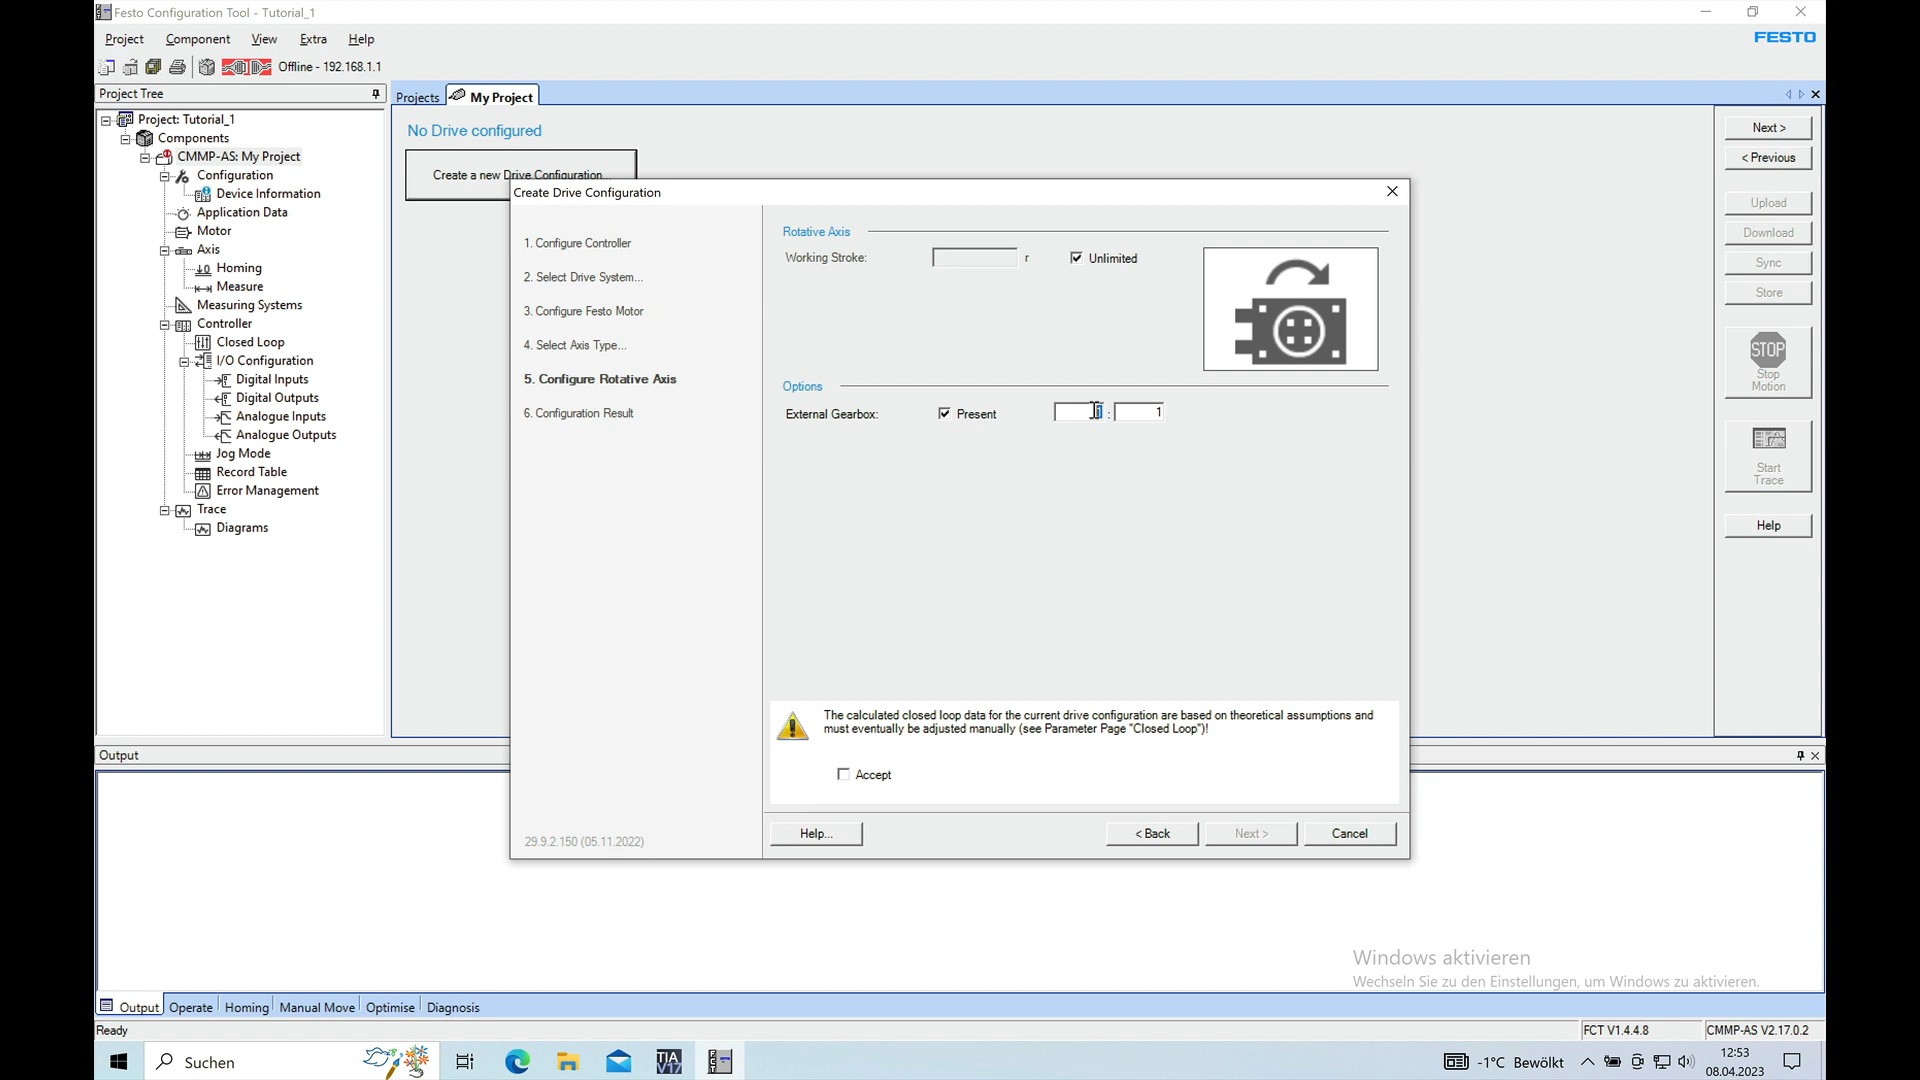 Festo Configuration Tool - Tutorial_1
Project Component View Extra Help
FESTO
Offline - 192.168.1.1
Project Tree
Projects My Project
Project: Tutorial_1
Components
CMMP-AS: My Project
Configuration
Device Information
Application Data
Motor
Axis
Homing
Measure
Measuring Systems
Controller
Closed Loop
I/O Configuration
Digital Inputs
Digital Outputs
Analogue Inputs
Analogue Outputs
Jog Mode
Record Table
Error Management
Trace
Diagrams
No Drive configured
Create a new Drive Configuration...
Create Drive Configuration
1. Configure Controller
2. Select Drive System...
3. Configure Festo Motor
4. Select Axis Type...
5. Configure Rotative Axis
6. Configuration Result
29.9.2.150 (05.11.2022)
Rotative Axis
Working Stroke: r Unlimited
Options
External Gearbox: Present : 1
The calculated closed loop data for the current drive configuration are based on theoretical assumptions and
must eventually be adjusted manually (see Parameter Page "Closed Loop")!
Accept
Help... < Back Next > Cancel
Next >
< Previous
Upload
Download
Sync
Store
STOP
Stop
Motion
Start
Trace
Help
Output
Windows aktivieren
Wechseln Sie zu den Einstellungen, um Windows zu aktivieren.
Output Operate Homing Manual Move Optimise Diagnosis
Ready
FCT V1.4.4.8 CMMP-AS V2.17.0.2
Suchen
TIA
V17
-1°C Bewölkt
12:53
08.04.2023